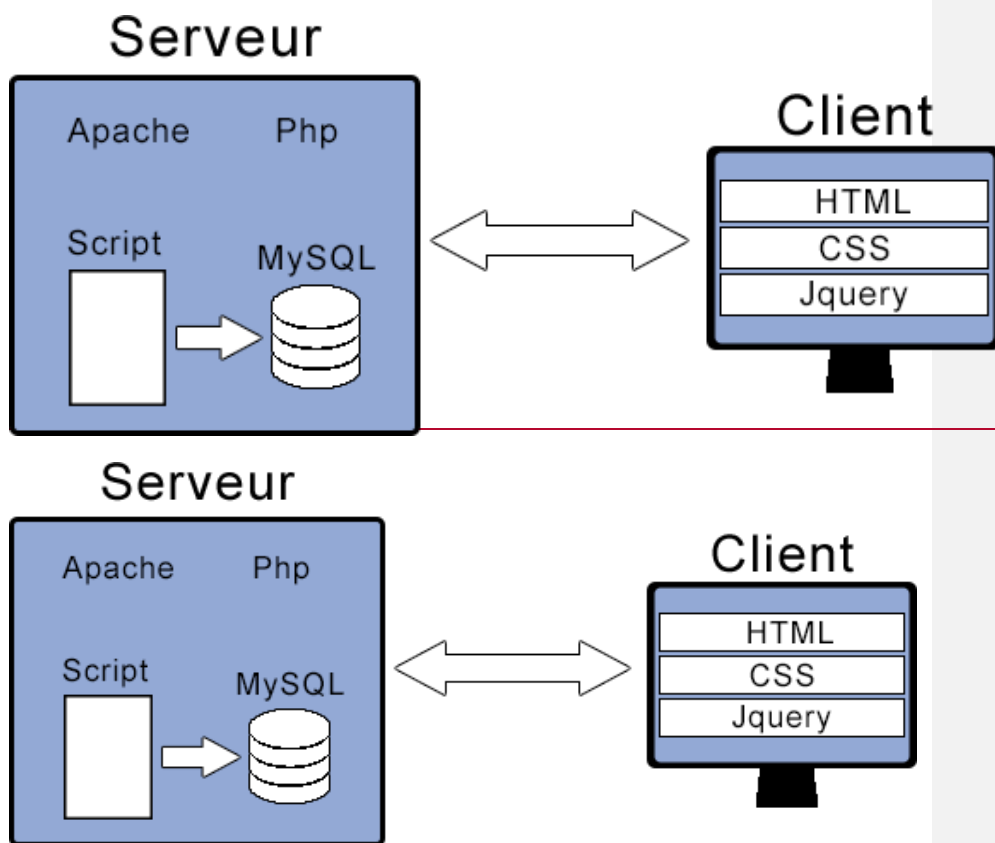 Serveur
Apache Php
Script
MySQL
Client
HTML
CSS
Jquery
Serveur
Apache Php
Script
MySQL
Client
HTML
CSS
Jquery